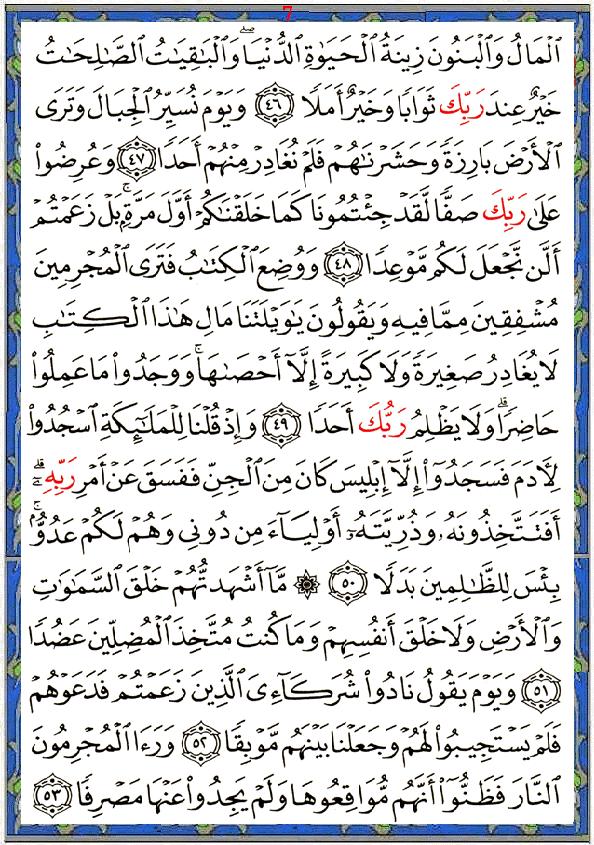 7
ٱلْمَالُ وَٱلْبَنُونَ زِينَةُ ٱلْحَيَوٰةِ ٱلدُّنْيَا ۖ وَٱلْبَٰقِيَٰتُ ٱلصَّٰلِحَٰتُ
خَيْرٌ عِندَ رَبِّكَ ثَوَابًا وَخَيْرٌ أَمَلًا ٤٦ وَيَوْمَ نُسَيِّرُ ٱلْجِبَالَ وَتَرَى
ٱلْأَرْضَ بَارِزَةً وَحَشَرْنَٰهُمْ فَلَمْ نُغَادِرْ مِنْهُمْ أَحَدًا ٤٧ وَعُرِضُوا۟
عَلَىٰ رَبِّكَ صَفًّا لَّقَدْ جِئْتُمُونَا كَمَا خَلَقْنَٰكُمْ أَوَّلَ مَرَّةٍۭ ۚ بَلْ زَعَمْتُمْ
أَلَّن نَّجْعَلَ لَكُم مَّوْعِدًا ٤٨ وَوُضِعَ ٱلْكِتَٰبُ فَتَرَى ٱلْمُجْرِمِينَ
مُشْفِقِينَ مِمَّا فِيهِ وَيَقُولُونَ يَٰوَيْلَتَنَا مَالِ هَٰذَا ٱلْكِتَٰبِ
لَا يُغَادِرُ صَغِيرَةً وَلَا كَبِيرَةً إِلَّآ أَحْصَىٰهَا ۚ وَوَجَدُوا۟ مَا عَمِلُوا۟
حَاضِرًا ۗ وَلَا يَظْلِمُ رَبُّكَ أَحَدًا ٤٩ وَإِذْ قُلْنَا لِلْمَلَٰٓئِكَةِ ٱسْجُدُوا۟
لِءَادَمَ فَسَجَدُوٓا۟ إِلَّآ إِبْلِيسَ كَانَ مِنَ ٱلْجِنِّ فَفَسَقَ عَنْ أَمْرِ رَبِّهِۦٓ ۗ
أَفَتَتَّخِذُونَهُۥ وَذُرِّيَّتَهُۥٓ أَوْلِيَآءَ مِن دُونِى وَهُمْ لَكُمْ عَدُوٌّۢ ۚ
بِئْسَ لِلظَّٰلِمِينَ بَدَلًا ٥٠ ۞ مَّآ أَشْهَدتُّهُمْ خَلْقَ ٱلسَّمَٰوَٰتِ
وَٱلْأَرْضِ وَلَا خَلْقَ أَنفُسِهِمْ وَمَا كُنتُ مُتَّخِذَ ٱلْمُضِلِّينَ عَضُدًا
٥١ وَيَوْمَ يَقُولُ نَادُوا۟ شُرَكَآءِىَ ٱلَّذِينَ زَعَمْتُمْ فَدَعَوْهُمْ
فَلَمْ يَسْتَجِيبُوا۟ لَهُمْ وَجَعَلْنَا بَيْنَهُم مَّوْبِقًا ٥٢ وَرَءَا ٱلْمُجْرِمُونَ
ٱلنَّارَ فَظَنُّوٓا۟ أَنَّهُم مُّوَاقِعُوهَا وَلَمْ يَجِدُوا۟ عَنْهَا مَصْرِفًا ٥٣